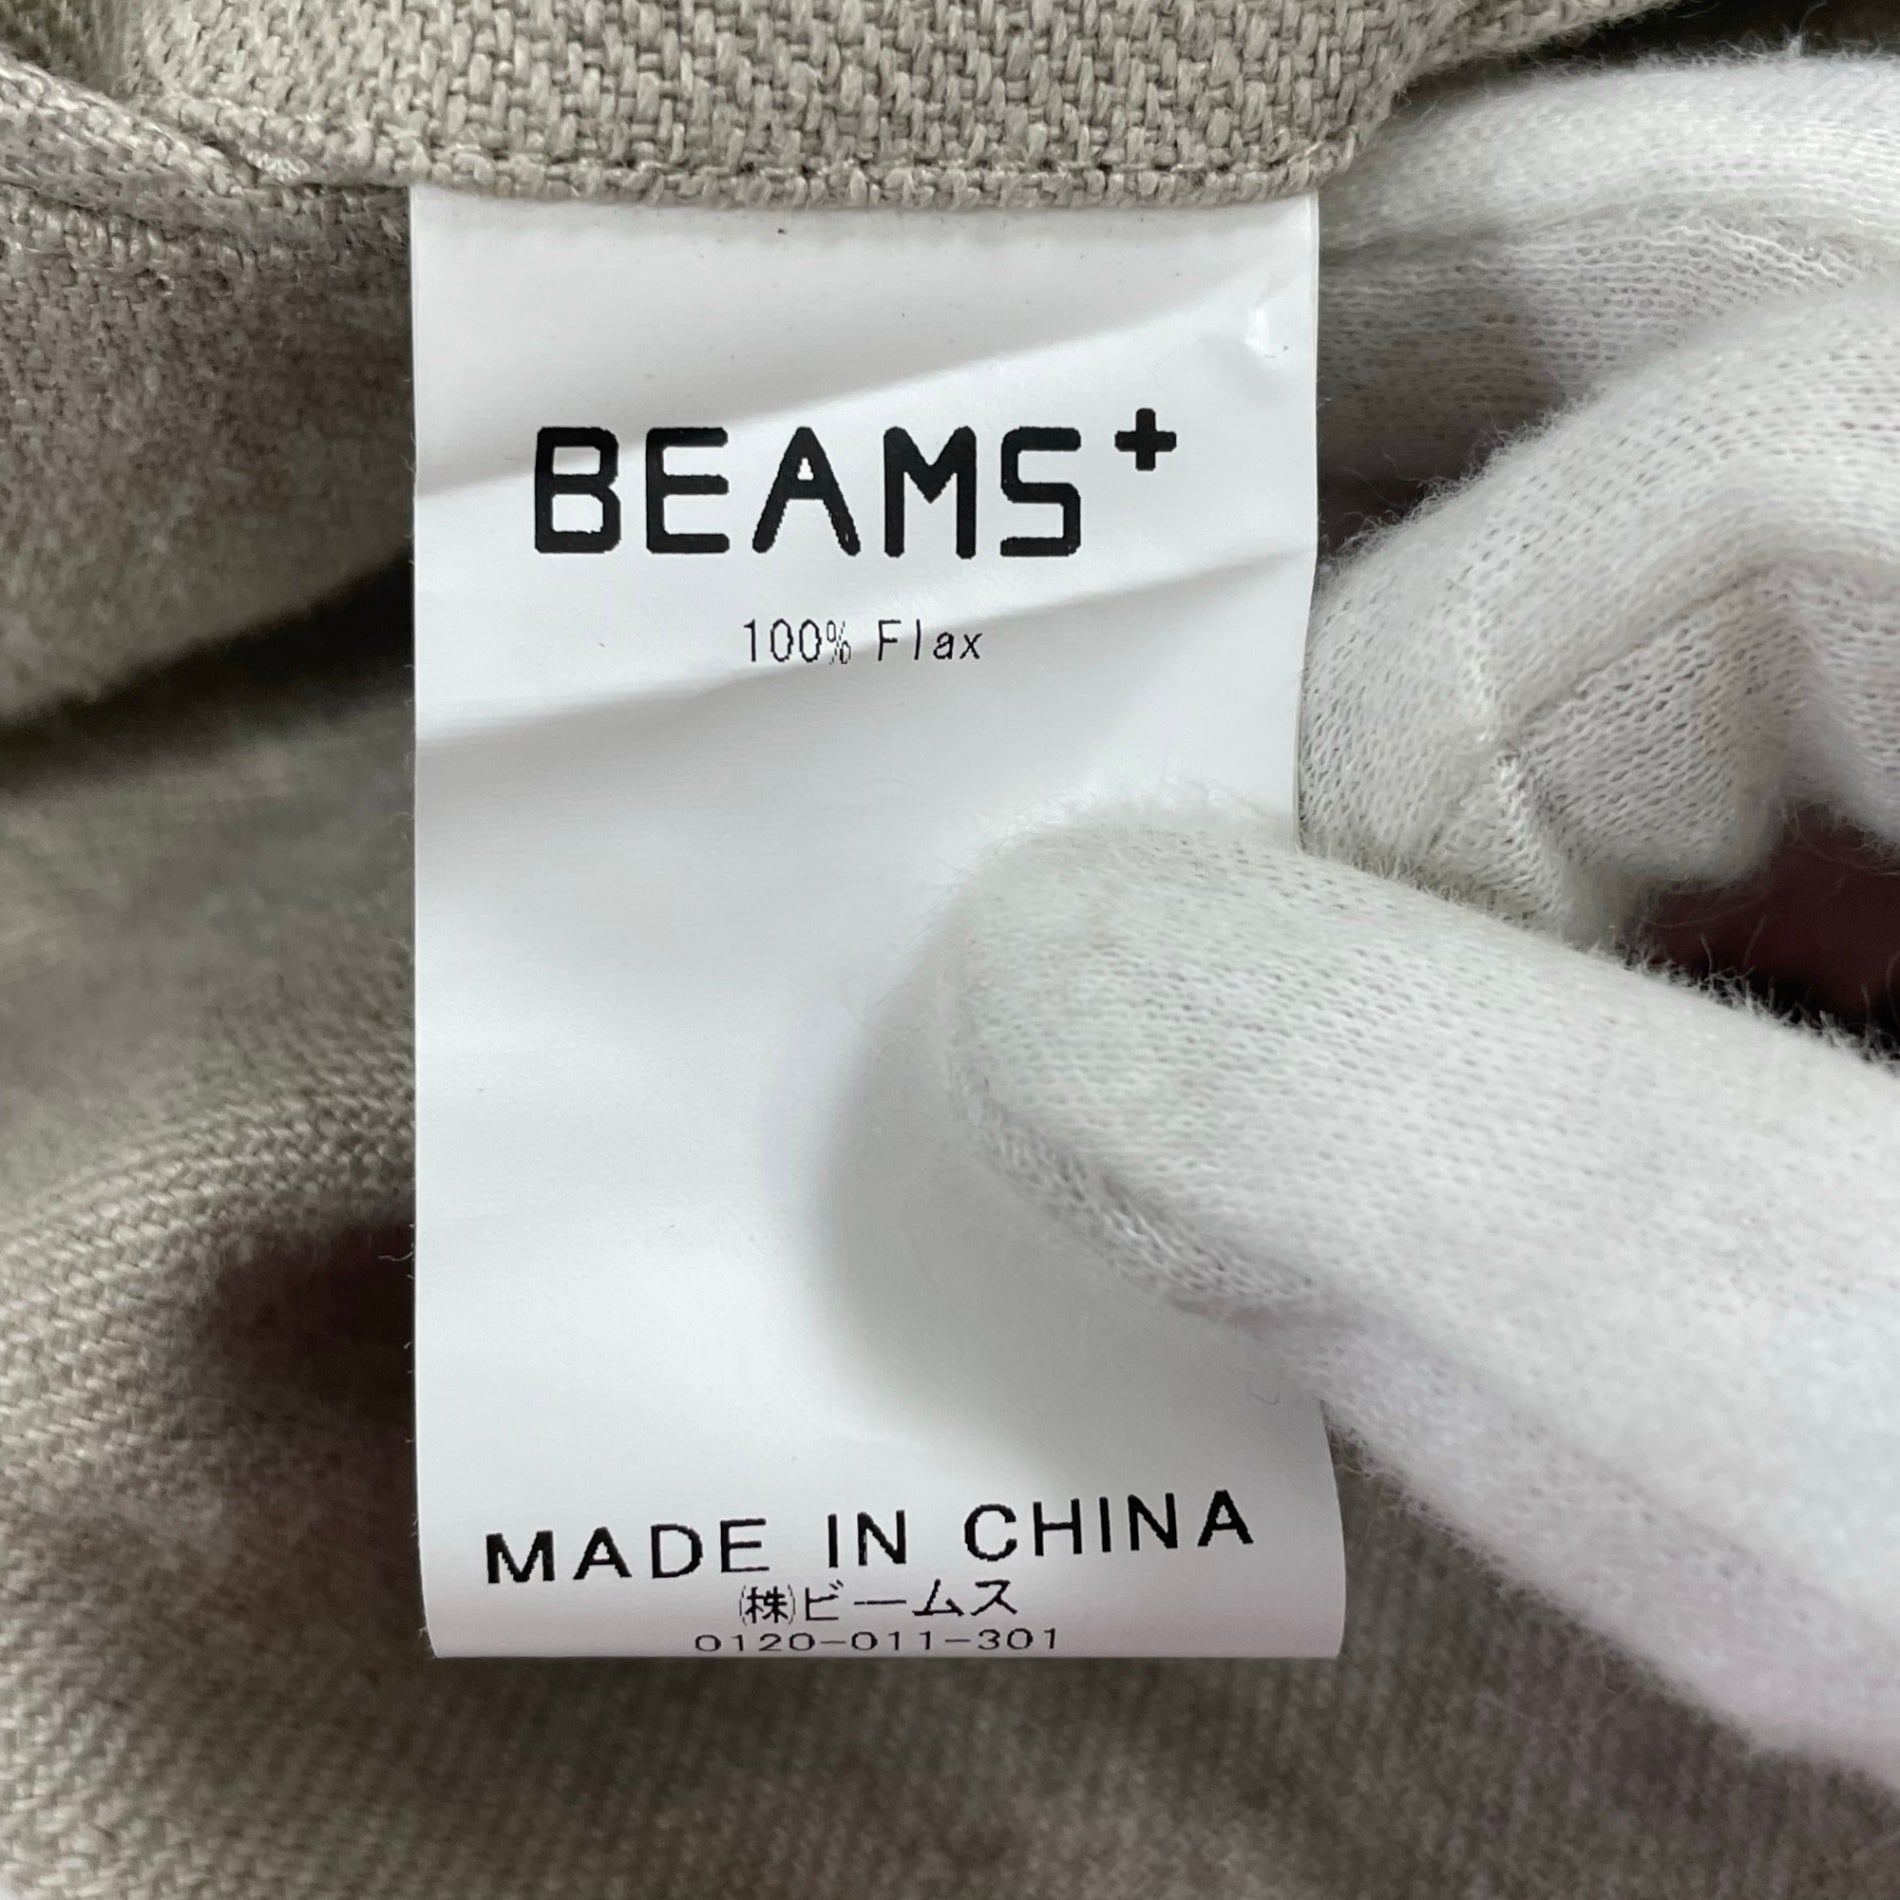 BEAMS+
100% Flax
MADE IN CHINA
㈱ビームス
0120-011-301